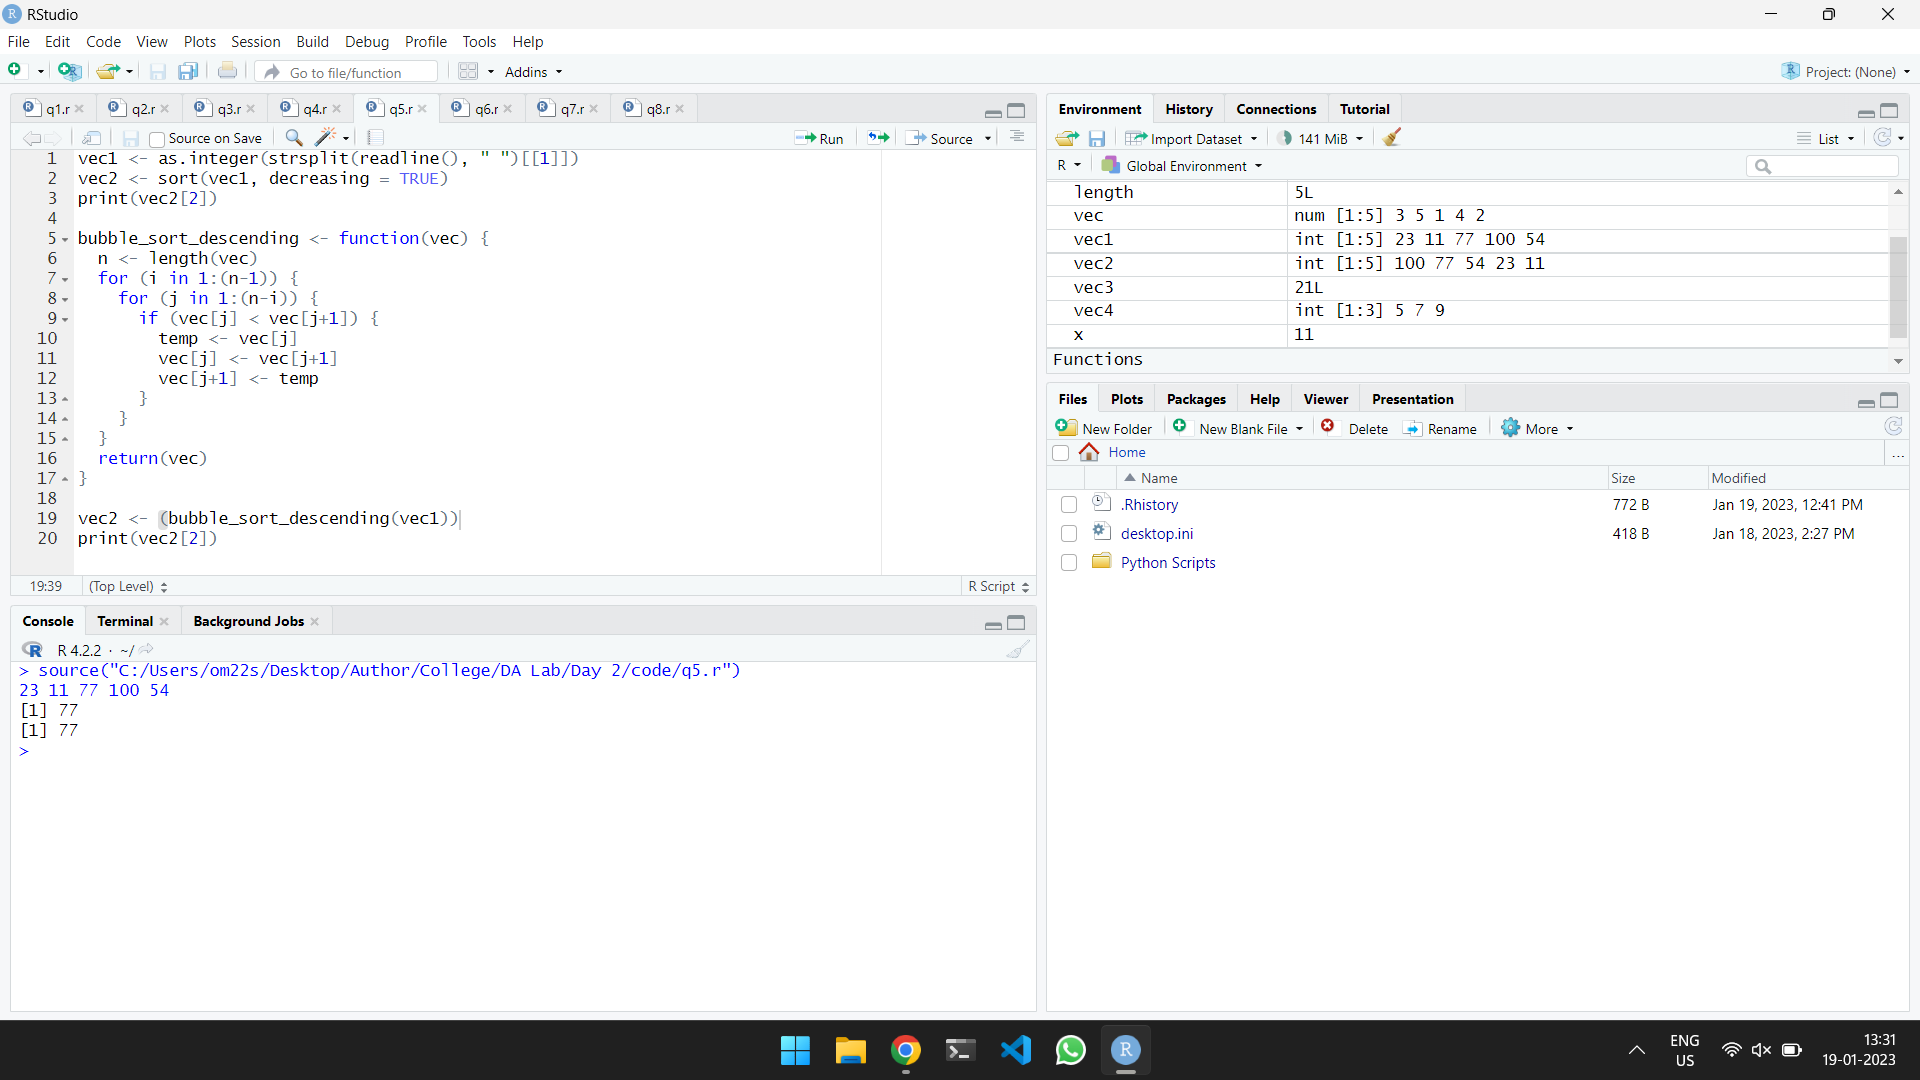 RStudio
File Edit Code View Plots Session Build Debug Profile Tools Help
Go to file/function Addins Project: (None)
q1.r q2.r q3.r q4.r q5.r q6.r q7.r q8.r
Source on Save Run Source
1 vec1 <- as.integer(strsplit(readline(), " ")[[1]])
2 vec2 <- sort(vec1, decreasing = TRUE)
3 print(vec2[2])
4
5 bubble_sort_descending <- function(vec) {
6 n <- length(vec)
7 for (i in 1:(n-1)) {
8 for (j in 1:(n-i)) {
9 if (vec[j] < vec[j+1]) {
10 temp <- vec[j]
11 vec[j] <- vec[j+1]
12 vec[j+1] <- temp
13 }
14 }
15 }
16 return(vec)
17 }
18
19 vec2 <- (bubble_sort_descending(vec1))
20 print(vec2[2])
19:39 (Top Level) R Script
Console Terminal Background Jobs
R 4.2.2 · ~/
> source("C:/Users/om22s/Desktop/Author/College/DA Lab/Day 2/code/q5.r")
23 11 77 100 54
[1] 77
[1] 77
>
Environment History Connections Tutorial
Import Dataset 141 MiB List
R Global Environment
length 5L
vec num [1:5] 3 5 1 4 2
vec1 int [1:5] 23 11 77 100 54
vec2 int [1:5] 100 77 54 23 11
vec3 21L
vec4 int [1:3] 5 7 9
x 11
Functions
Files Plots Packages Help Viewer Presentation
New Folder New Blank File Delete Rename More
Home ...
Name Size Modified
.Rhistory 772 B Jan 19, 2023, 12:41 PM
desktop.ini 418 B Jan 18, 2023, 2:27 PM
Python Scripts
ENG 13:31
US 19-01-2023